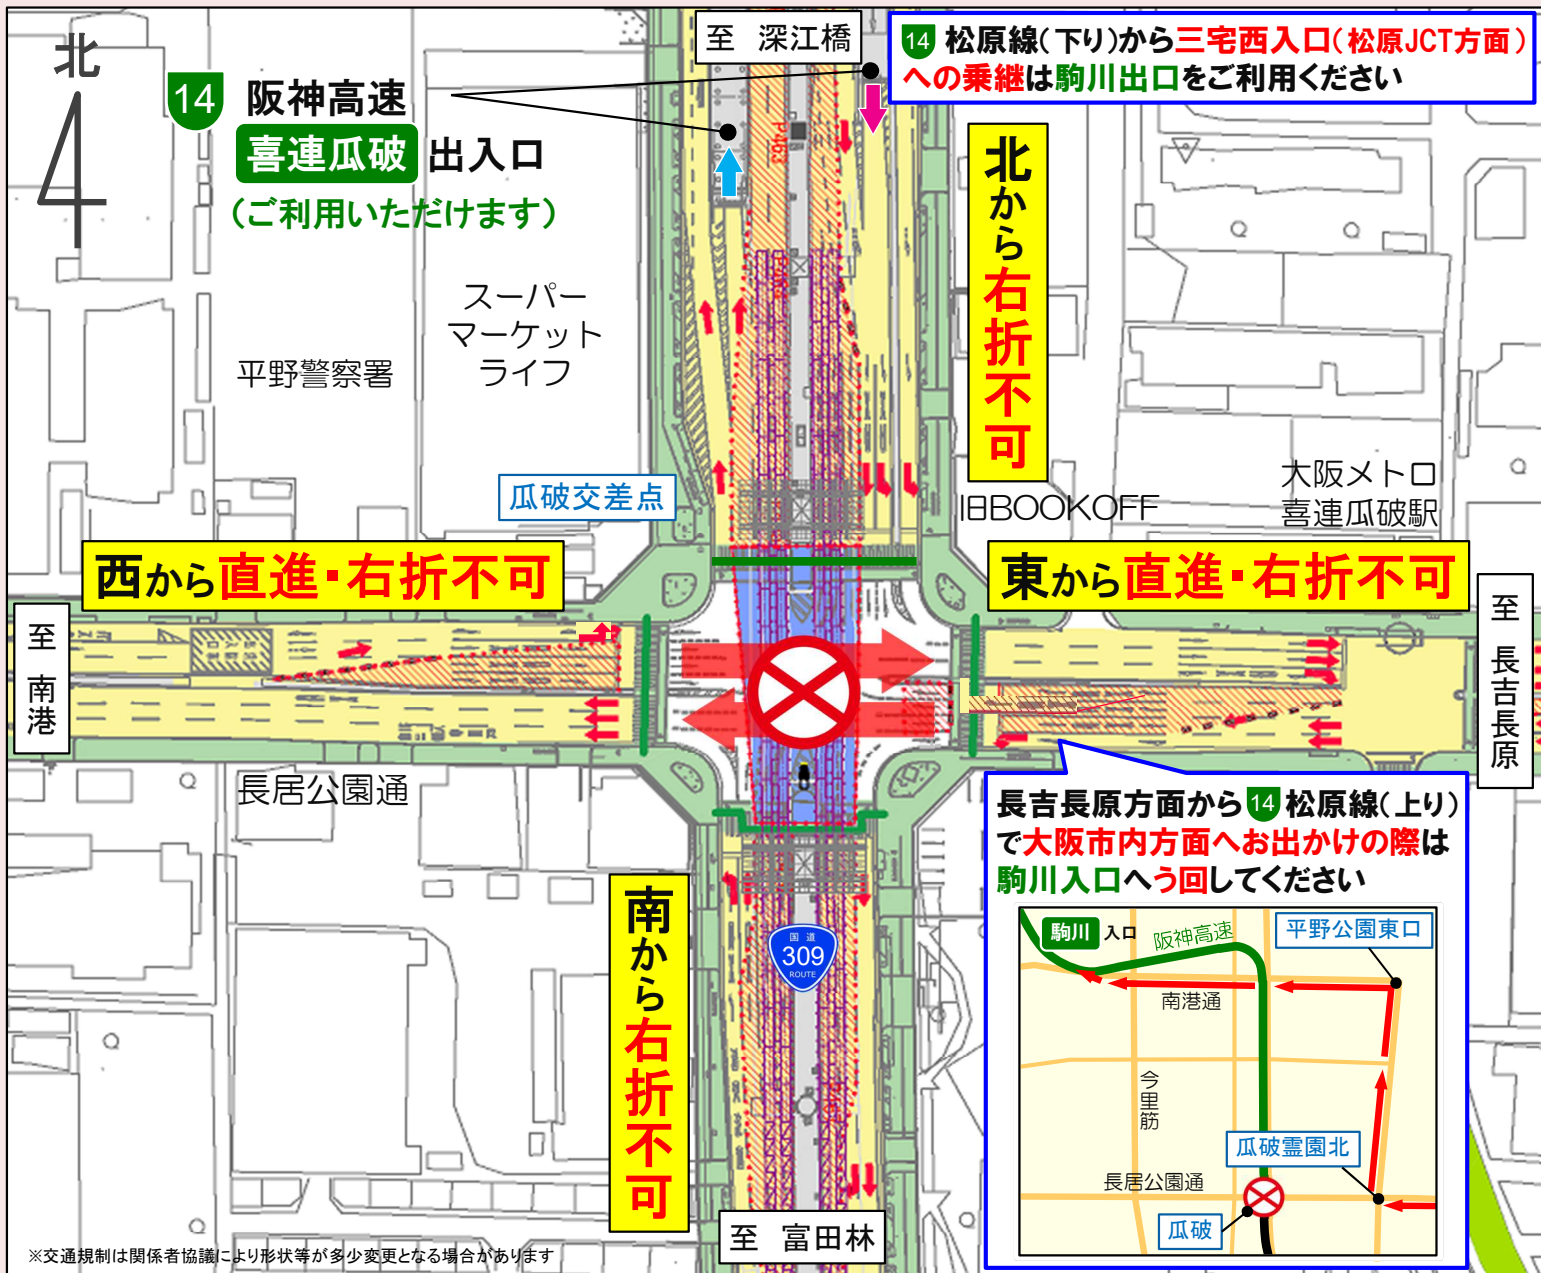 北
14 阪神高速
喜連瓜破 出入口
(ご利用いただけます)
至 深江橋
14 松原線(下り)から三宅西入口(松原JCT方面)
への乗継は駒川出口をご利用ください
北から右折不可
スーパー
マーケット
ライフ
平野警察署
瓜破交差点
旧BOOKOFF
大阪メトロ
喜連瓜破駅
西から直進・右折不可
東から直進・右折不可
至 南港
至 長吉長原
長居公園通
南から右折不可
国道
309
ROUTE
至 富田林
長吉長原方面から14松原線(上り)
で大阪市内方面へお出かけの際は
駒川入口へう回してください
駒川 入口
阪神高速
平野公園東口
南港通
今里筋
瓜破霊園北
長居公園通
瓜破
※交通規制は関係者協議により形状等が多少変更となる場合があります